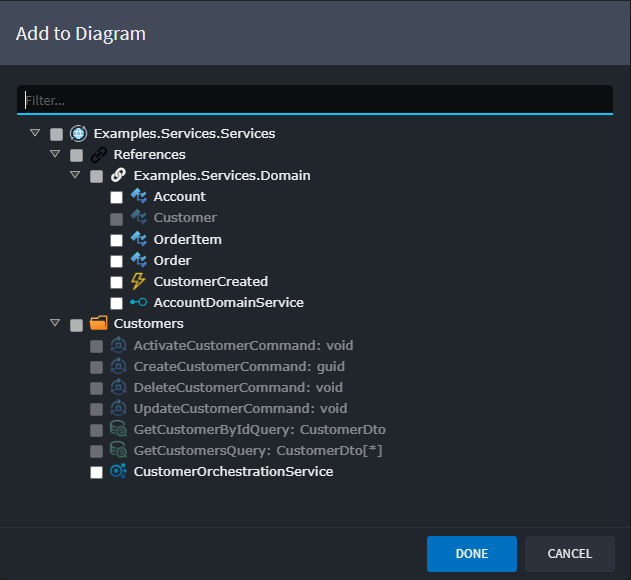 Add to Diagram
Filter...
Examples.Services.Services
References
Examples.Services.Domain
Account
Customer
OrderItem
Order
CustomerCreated
AccountDomainService
Customers
ActivateCustomerCommand: void
CreateCustomerCommand: guid
DeleteCustomerCommand: void
UpdateCustomerCommand: void
GetCustomerByIdQuery: CustomerDto
GetCustomersQuery: CustomerDto[*]
CustomerOrchestrationService
DONE CANCEL